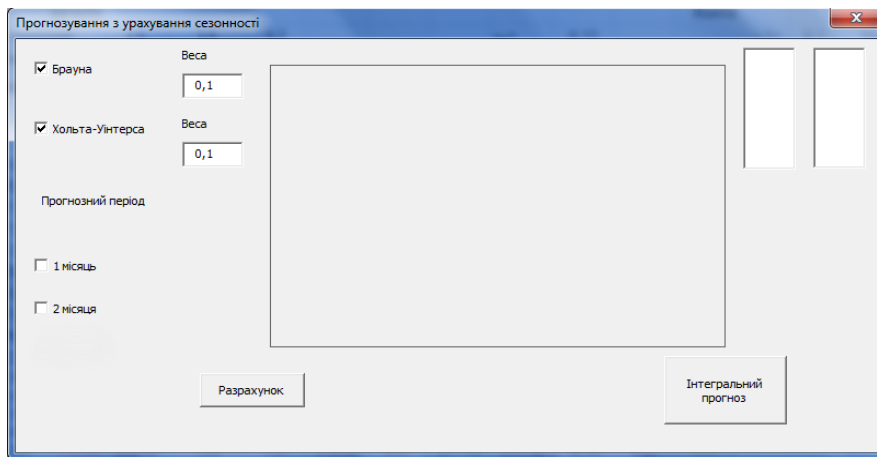 Прогнозування з урахування сезонності
Брауна
Веса
0,1
Хольта-Уінтерса
Веса
0,1
Прогнозний період
1 місяць
2 місяця
Разрахунок
Інтегральний
прогноз